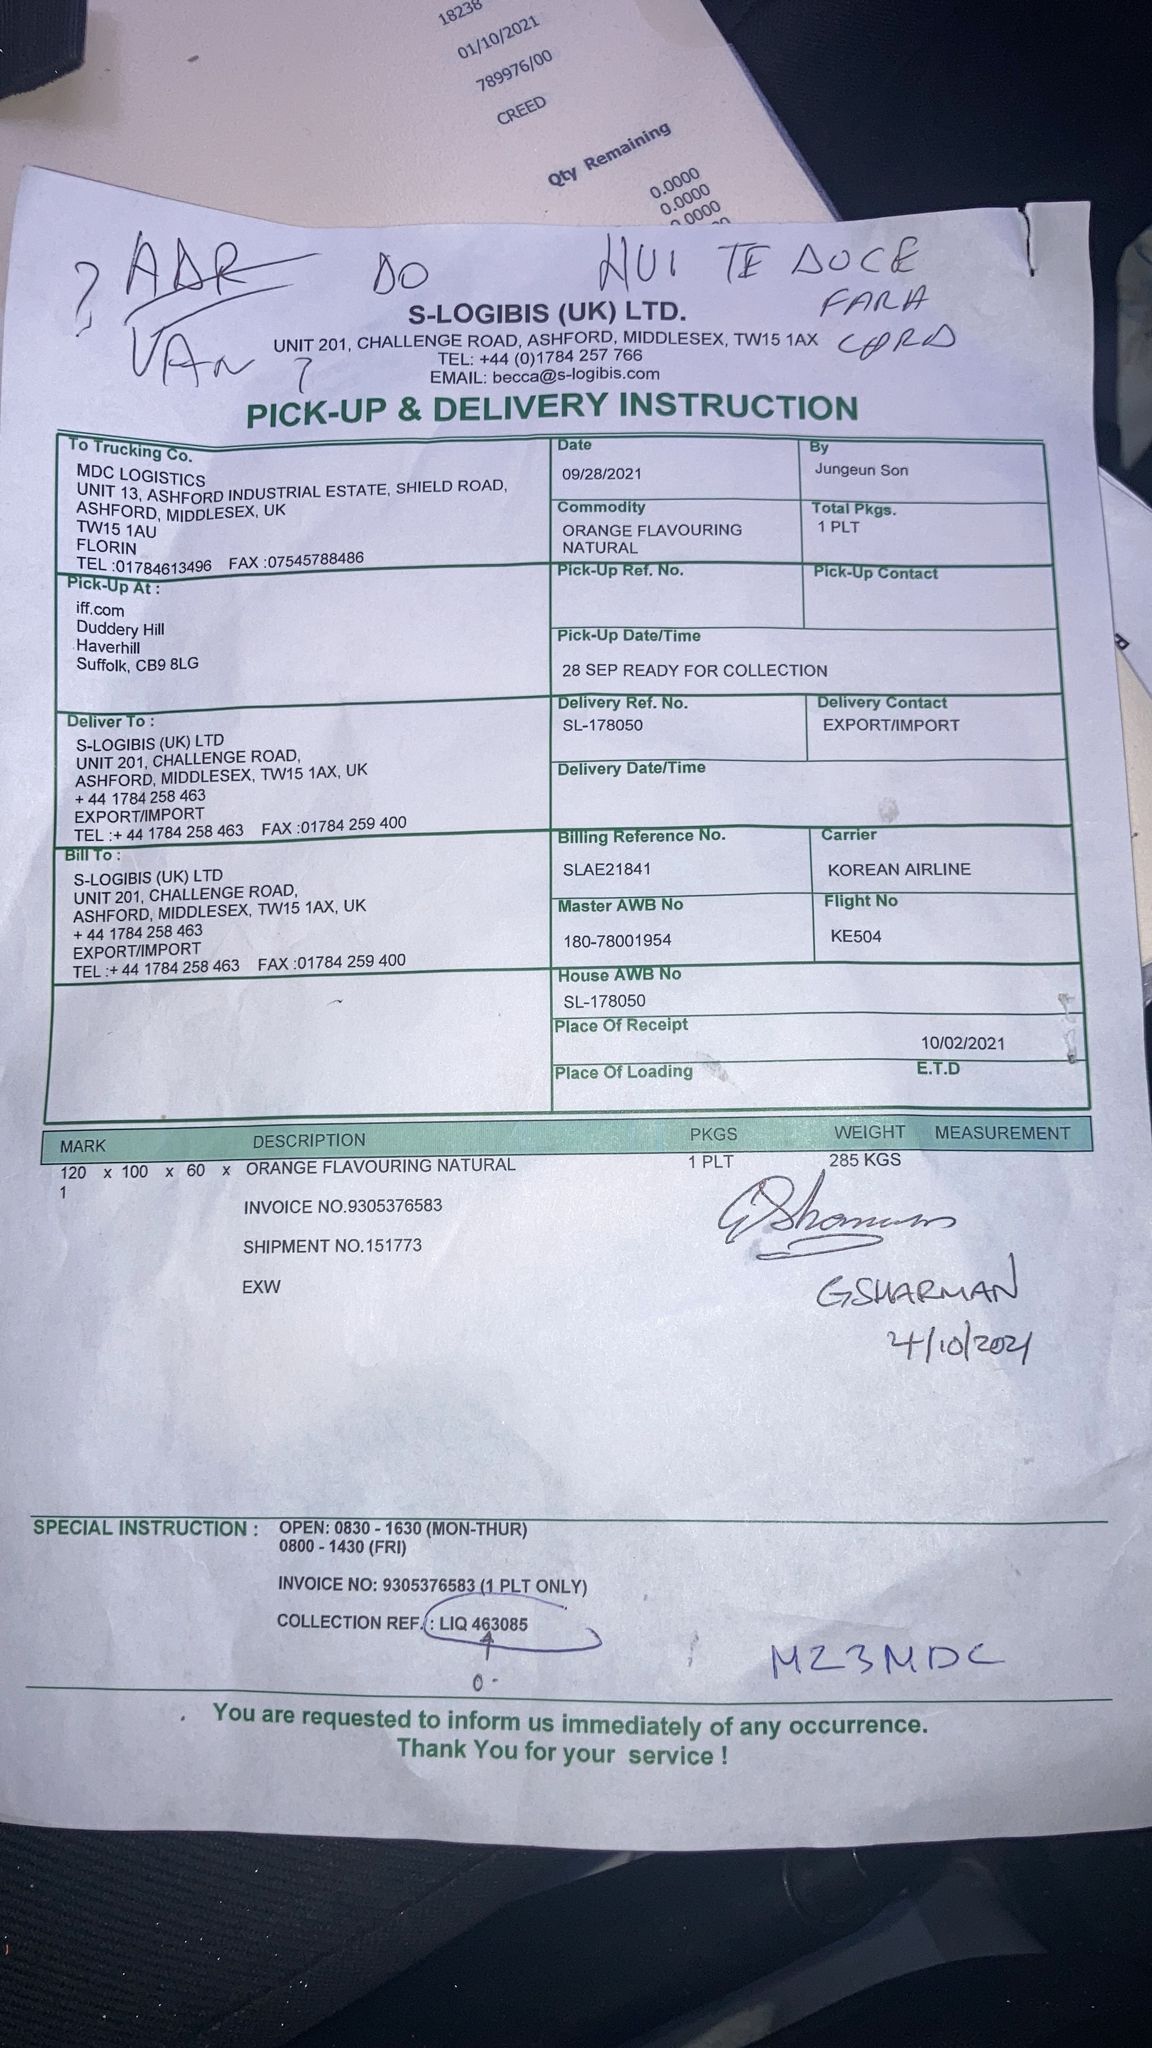 18238
01/10/2021
789976/00
CREED
Qty Remaining
0.0000
0.0000
0.0000
? ADR DO
VAN ?
NUI TE DUCE
FARA
CARD
S-LOGIBIS (UK) LTD.
UNIT 201, CHALLENGE ROAD, ASHFORD, MIDDLESEX, TW15 1AX
TEL: +44 (0)1784 257 766
EMAIL: becca@s-logibis.com
PICK-UP & DELIVERY INSTRUCTION
To Trucking Co.
MDC LOGISTICS
UNIT 13, ASHFORD INDUSTRIAL ESTATE, SHIELD ROAD,
ASHFORD, MIDDLESEX, UK
TW15 1AU
FLORIN
TEL :01784613496 FAX :07545788486
Date
09/28/2021
By
Jungeun Son
Commodity
ORANGE FLAVOURING
NATURAL
Total Pkgs.
1 PLT
Pick-Up At :
iff.com
Duddery Hill
Haverhill
Suffolk, CB9 8LG
Pick-Up Ref. No.
Pick-Up Contact
Pick-Up Date/Time
28 SEP READY FOR COLLECTION
Deliver To :
S-LOGIBIS (UK) LTD
UNIT 201, CHALLENGE ROAD,
ASHFORD, MIDDLESEX, TW15 1AX, UK
+ 44 1784 258 463
EXPORT/IMPORT
TEL :+ 44 1784 258 463 FAX :01784 259 400
Delivery Ref. No.
SL-178050
Delivery Contact
EXPORT/IMPORT
Delivery Date/Time
Bill To :
S-LOGIBIS (UK) LTD
UNIT 201, CHALLENGE ROAD,
ASHFORD, MIDDLESEX, TW15 1AX, UK
+ 44 1784 258 463
EXPORT/IMPORT
TEL :+ 44 1784 258 463 FAX :01784 259 400
Billing Reference No.
SLAE21841
Carrier
KOREAN AIRLINE
Master AWB No
180-78001954
Flight No
KE504
House AWB No
SL-178050
Place Of Receipt
10/02/2021
Place Of Loading
E.T.D
MARK DESCRIPTION PKGS WEIGHT MEASUREMENT
120 x 100 x 60 x ORANGE FLAVOURING NATURAL 1 PLT 285 KGS
1
INVOICE NO.9305376583
SHIPMENT NO.151773
EXW
GSharman
GSHARMAN
4/10/2021
SPECIAL INSTRUCTION : OPEN: 0830 - 1630 (MON-THUR)
0800 - 1430 (FRI)
INVOICE NO: 9305376583 (1 PLT ONLY)
COLLECTION REF. : LIQ 463085
0
MZ3MDC
You are requested to inform us immediately of any occurrence.
Thank You for your service !